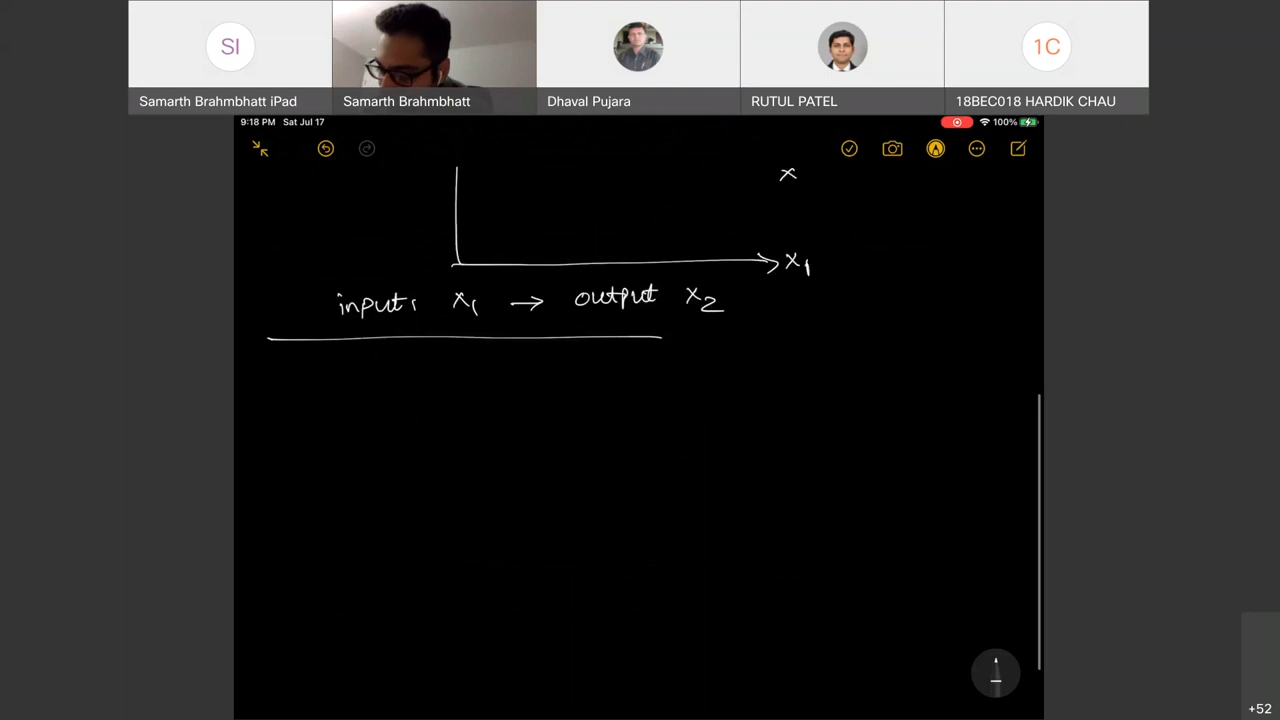 SI
1C
Samarth Brahmbhatt iPad
Samarth Brahmbhatt
Dhaval Pujara
RUTUL PATEL
18BEC018 HARDIK CHAU
9:18 PM Sat Jul 17
100%
x
x1
input: x1 → output x2
+52